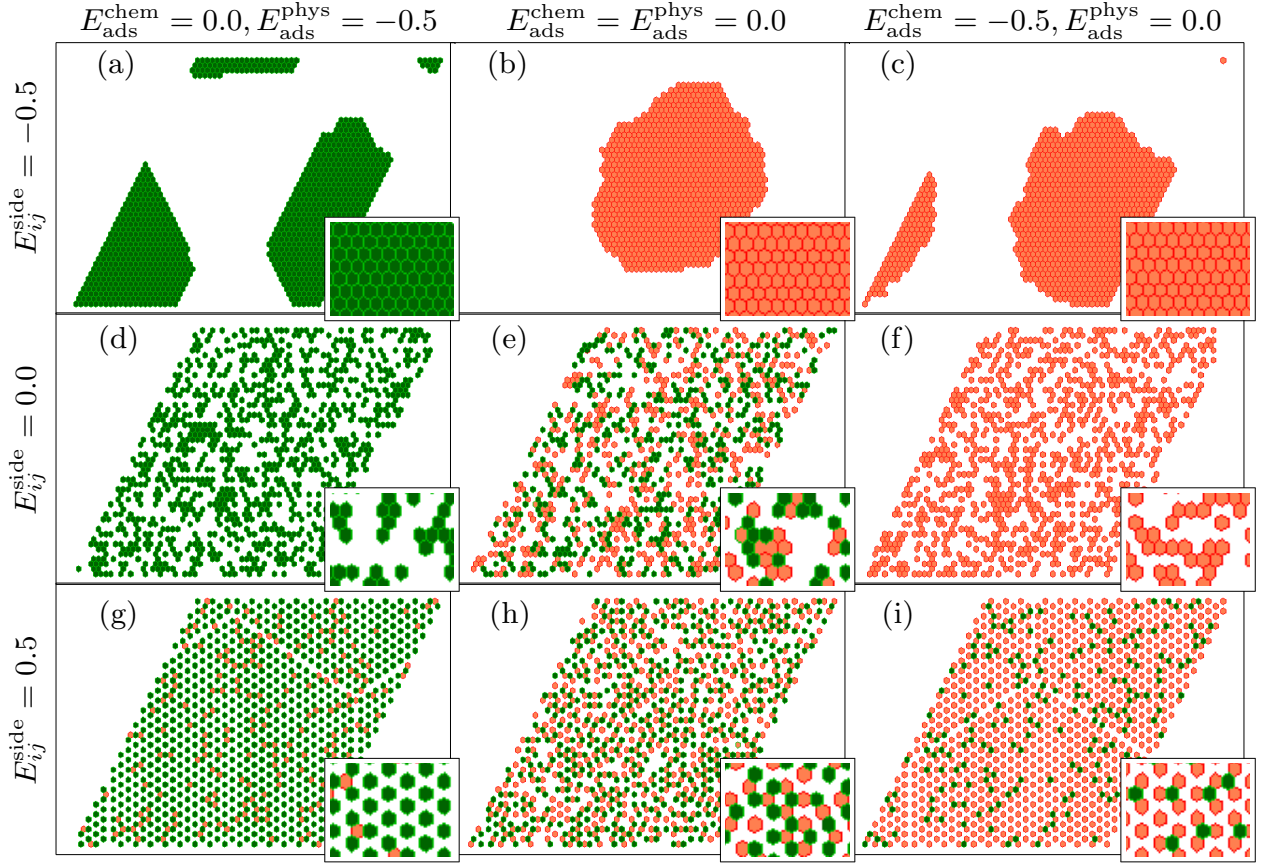 E_ads^chem = 0.0, E_ads^phys = −0.5
E_ads^chem = E_ads^phys = 0.0
E_ads^chem = −0.5, E_ads^phys = 0.0
E_ij^side = −0.5
(a)
(b)
(c)
E_ij^side = 0.0
(d)
(e)
(f)
E_ij^side = 0.5
(g)
(h)
(i)